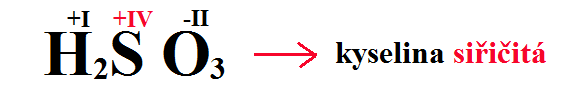 +I +IV -II
H₂S O₃ → kyselina siřičitá